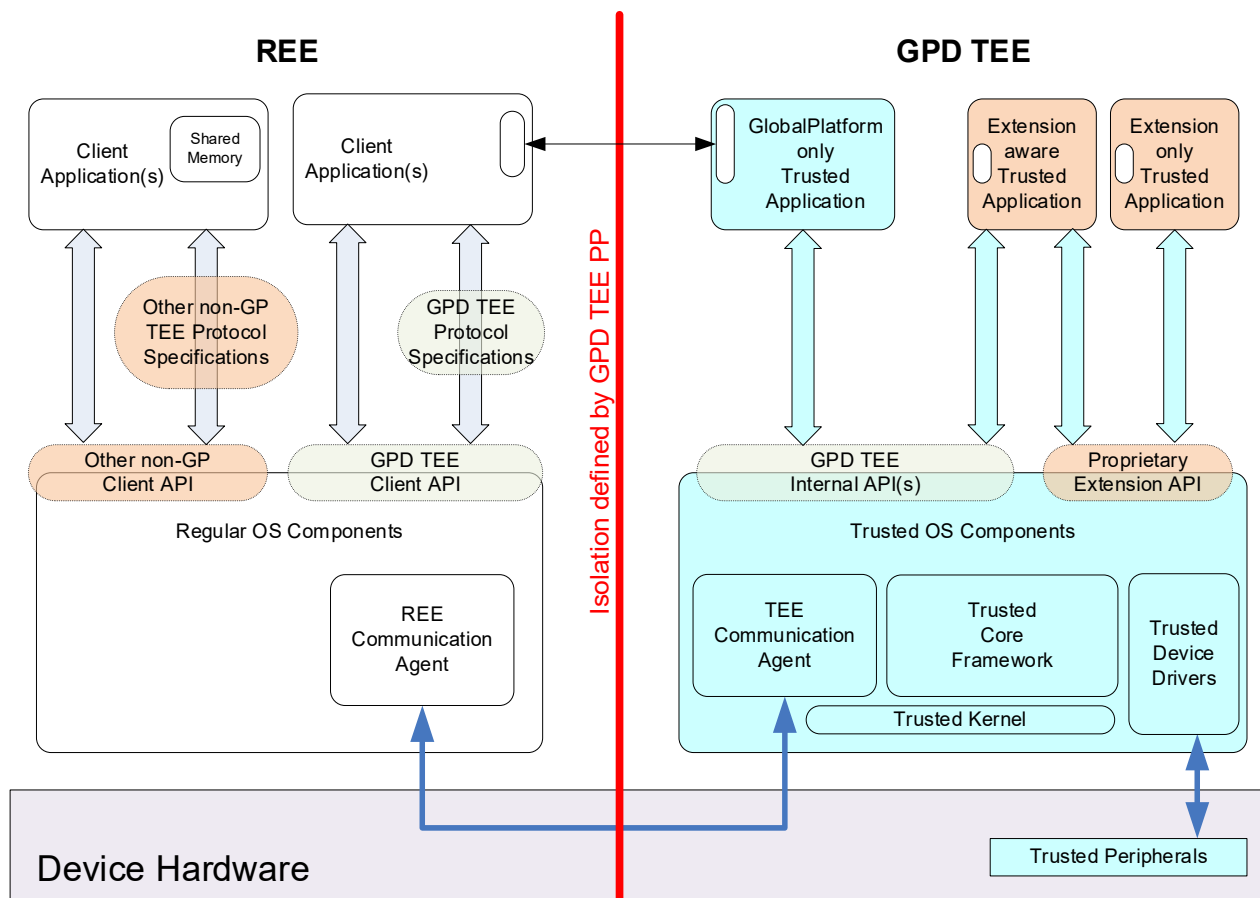 REE
GPD TEE
Client
Application(s)
Shared
Memory
Client
Application(s)
GlobalPlatform
only
Trusted
Application
Extension
aware
Trusted
Application
Extension
only
Trusted
Application
Other non-GP
TEE Protocol
Specifications
GPD TEE
Protocol
Specifications
Isolation defined by GPD TEE PP
Other non-GP
Client API
GPD TEE
Client API
GPD TEE
Internal API(s)
Proprietary
Extension API
Regular OS Components
Trusted OS Components
REE
Communication
Agent
TEE
Communication
Agent
Trusted
Core
Framework
Trusted
Device
Drivers
Trusted Kernel
Device Hardware
Trusted Peripherals